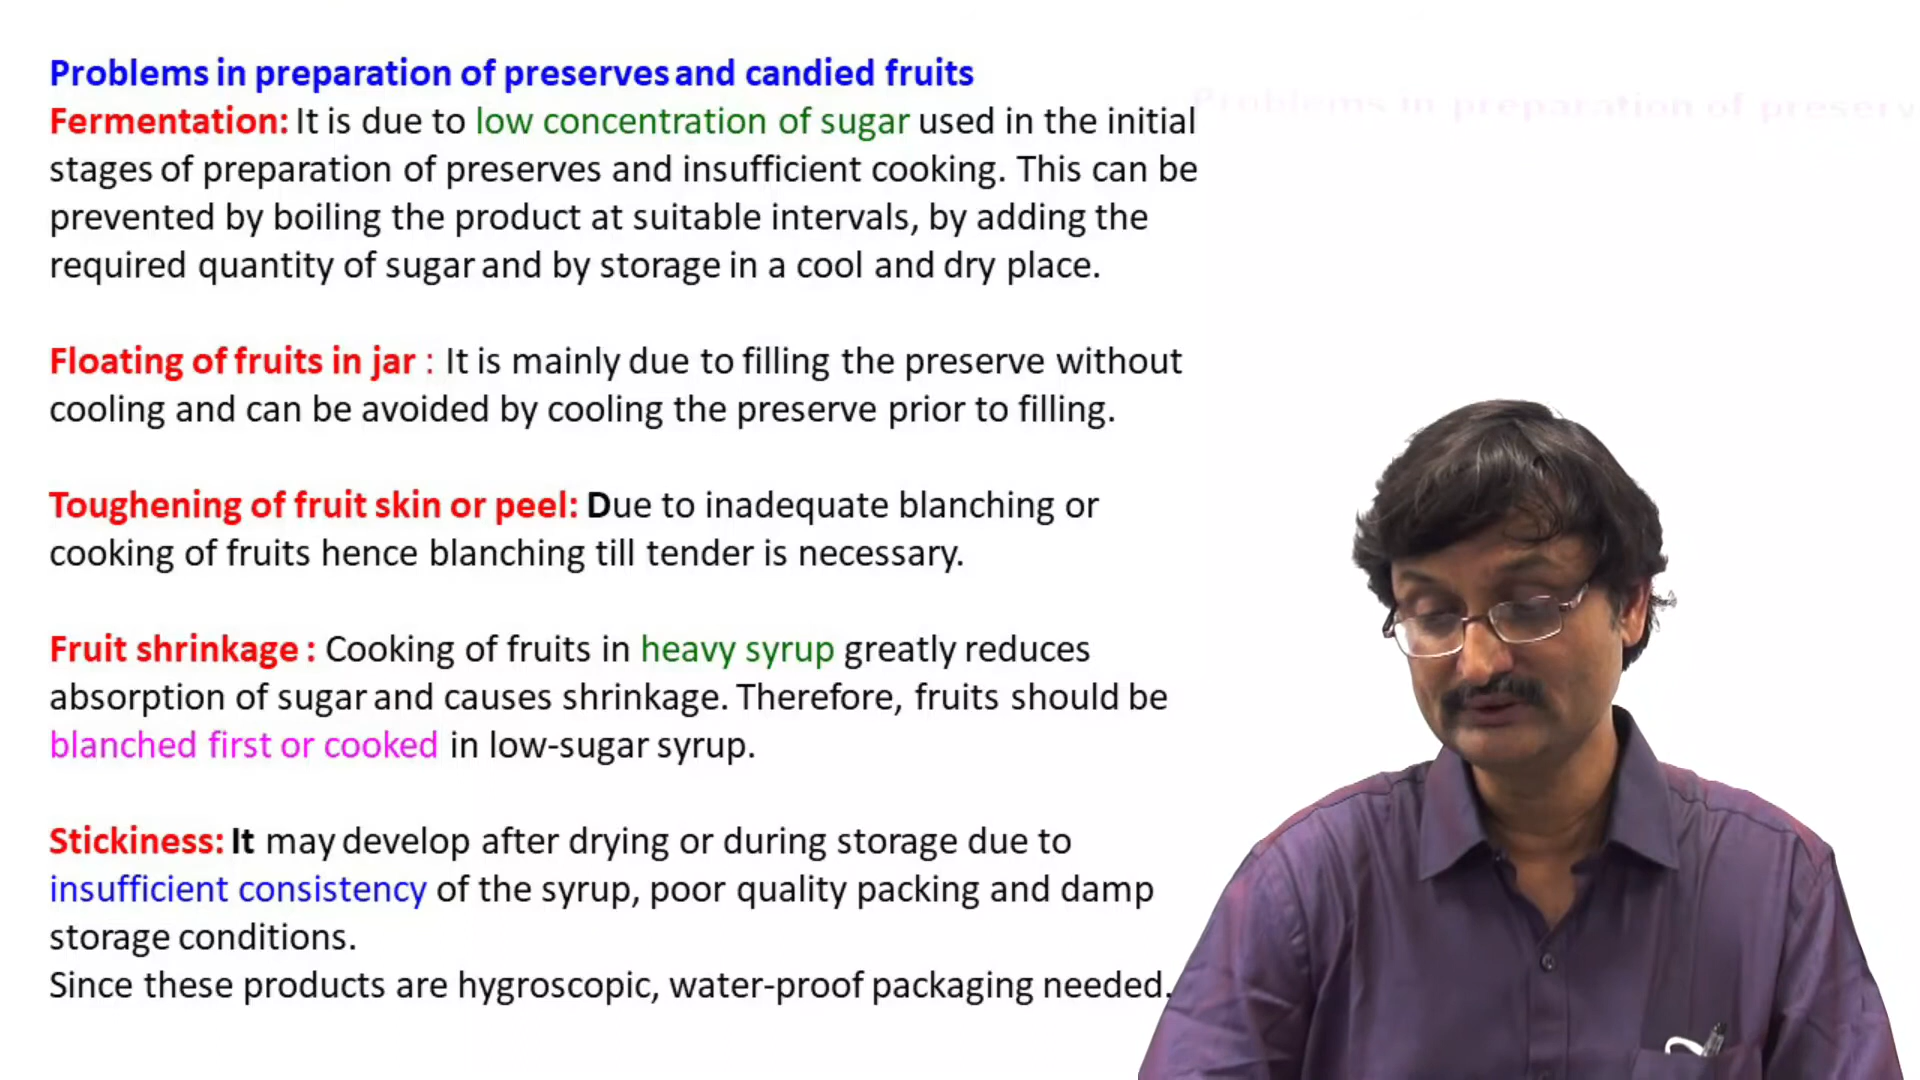 Problems in preparation of preserves and candied fruits
Problems in preparation of preserv
Fermentation: It is due to low concentration of sugar used in the initial
stages of preparation of preserves and insufficient cooking. This can be
prevented by boiling the product at suitable intervals, by adding the
required quantity of sugar and by storage in a cool and dry place.
Floating of fruits in jar : It is mainly due to filling the preserve without
cooling and can be avoided by cooling the preserve prior to filling.
Toughening of fruit skin or peel: Due to inadequate blanching or
cooking of fruits hence blanching till tender is necessary.
Fruit shrinkage : Cooking of fruits in heavy syrup greatly reduces
absorption of sugar and causes shrinkage. Therefore, fruits should be
blanched first or cooked in low-sugar syrup.
Stickiness: It may develop after drying or during storage due to
insufficient consistency of the syrup, poor quality packing and damp
storage conditions.
Since these products are hygroscopic, water-proof packaging needed.